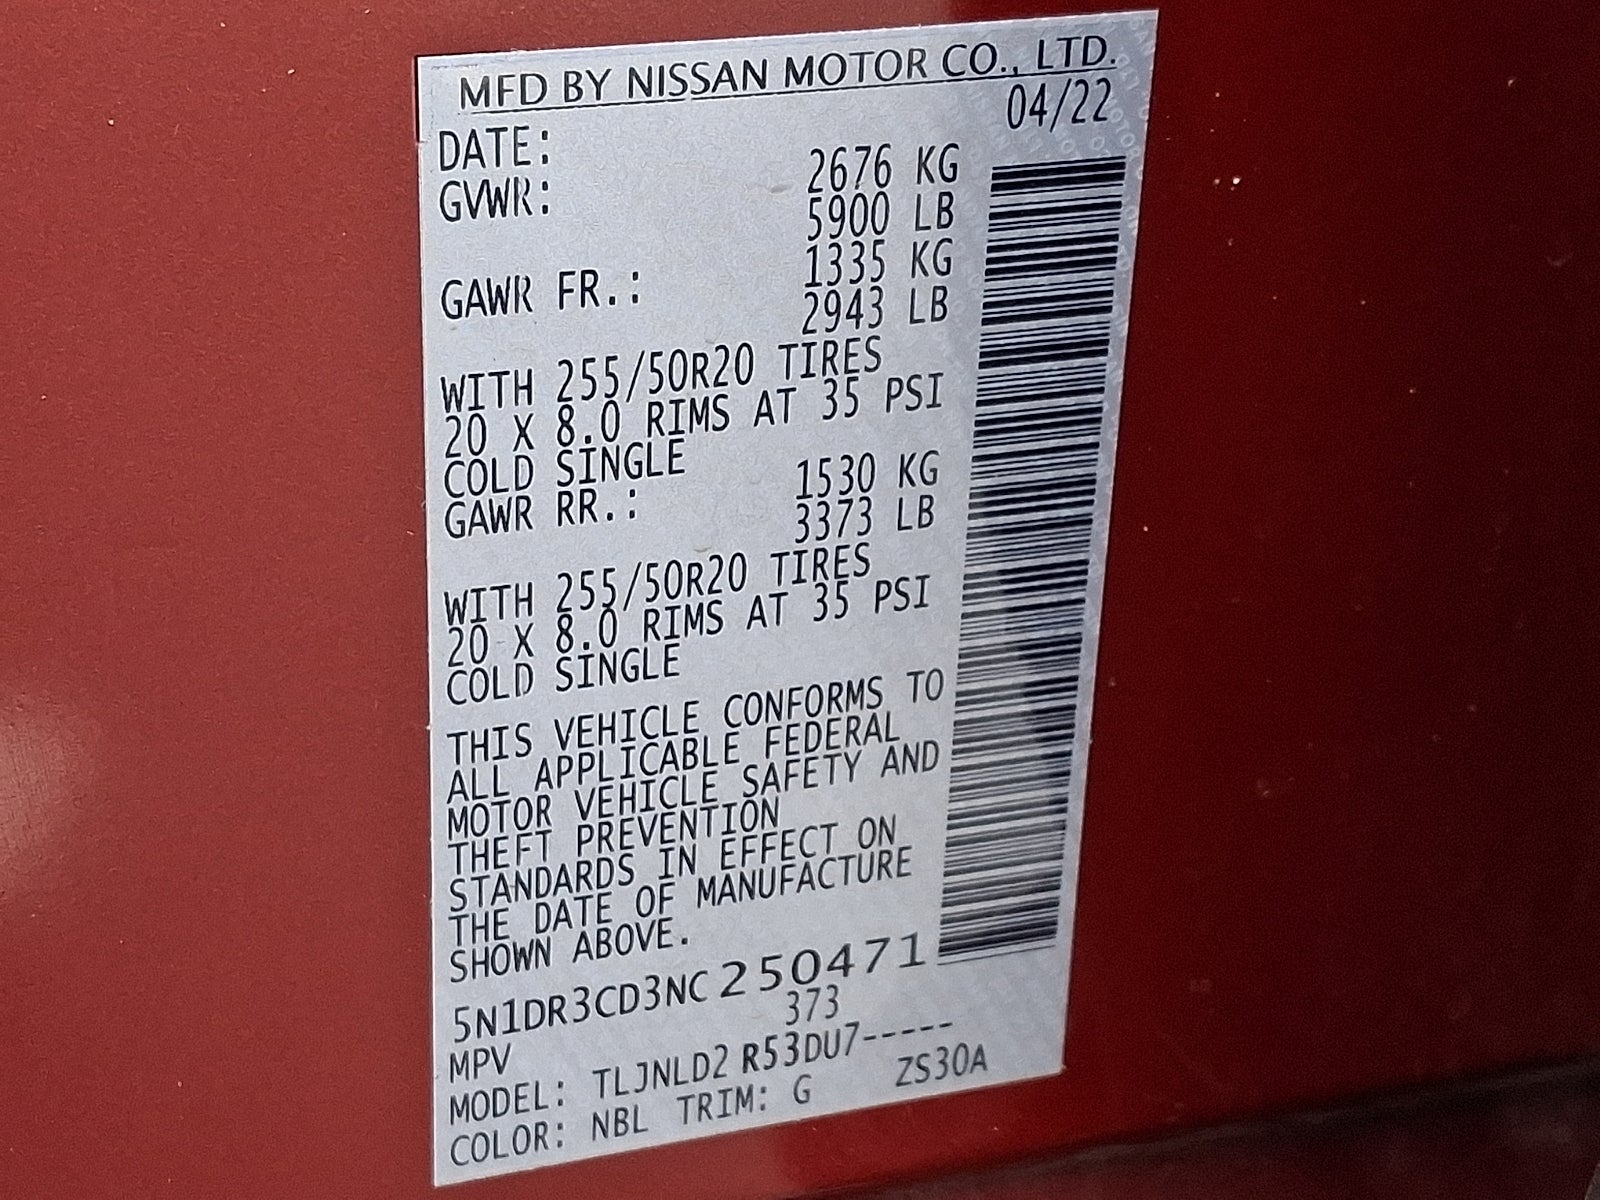 MFD BY NISSAN MOTOR CO., LTD.
DATE: 04/22
GVWR: 2676 KG
5900 LB
GAWR FR.: 1335 KG
2943 LB
WITH 255/50R20 TIRES
20 X 8.0 RIMS AT 35 PSI
COLD SINGLE
GAWR RR.: 1530 KG
3373 LB
WITH 255/50R20 TIRES
20 X 8.0 RIMS AT 35 PSI
COLD SINGLE
THIS VEHICLE CONFORMS TO
ALL APPLICABLE FEDERAL
MOTOR VEHICLE SAFETY AND
THEFT PREVENTION
STANDARDS IN EFFECT ON
THE DATE OF MANUFACTURE
SHOWN ABOVE.
5N1DR3CD3NC250471
MPV 373
MODEL: TLJNLD2 R53DU7-----
COLOR: NBL TRIM: G ZS30A